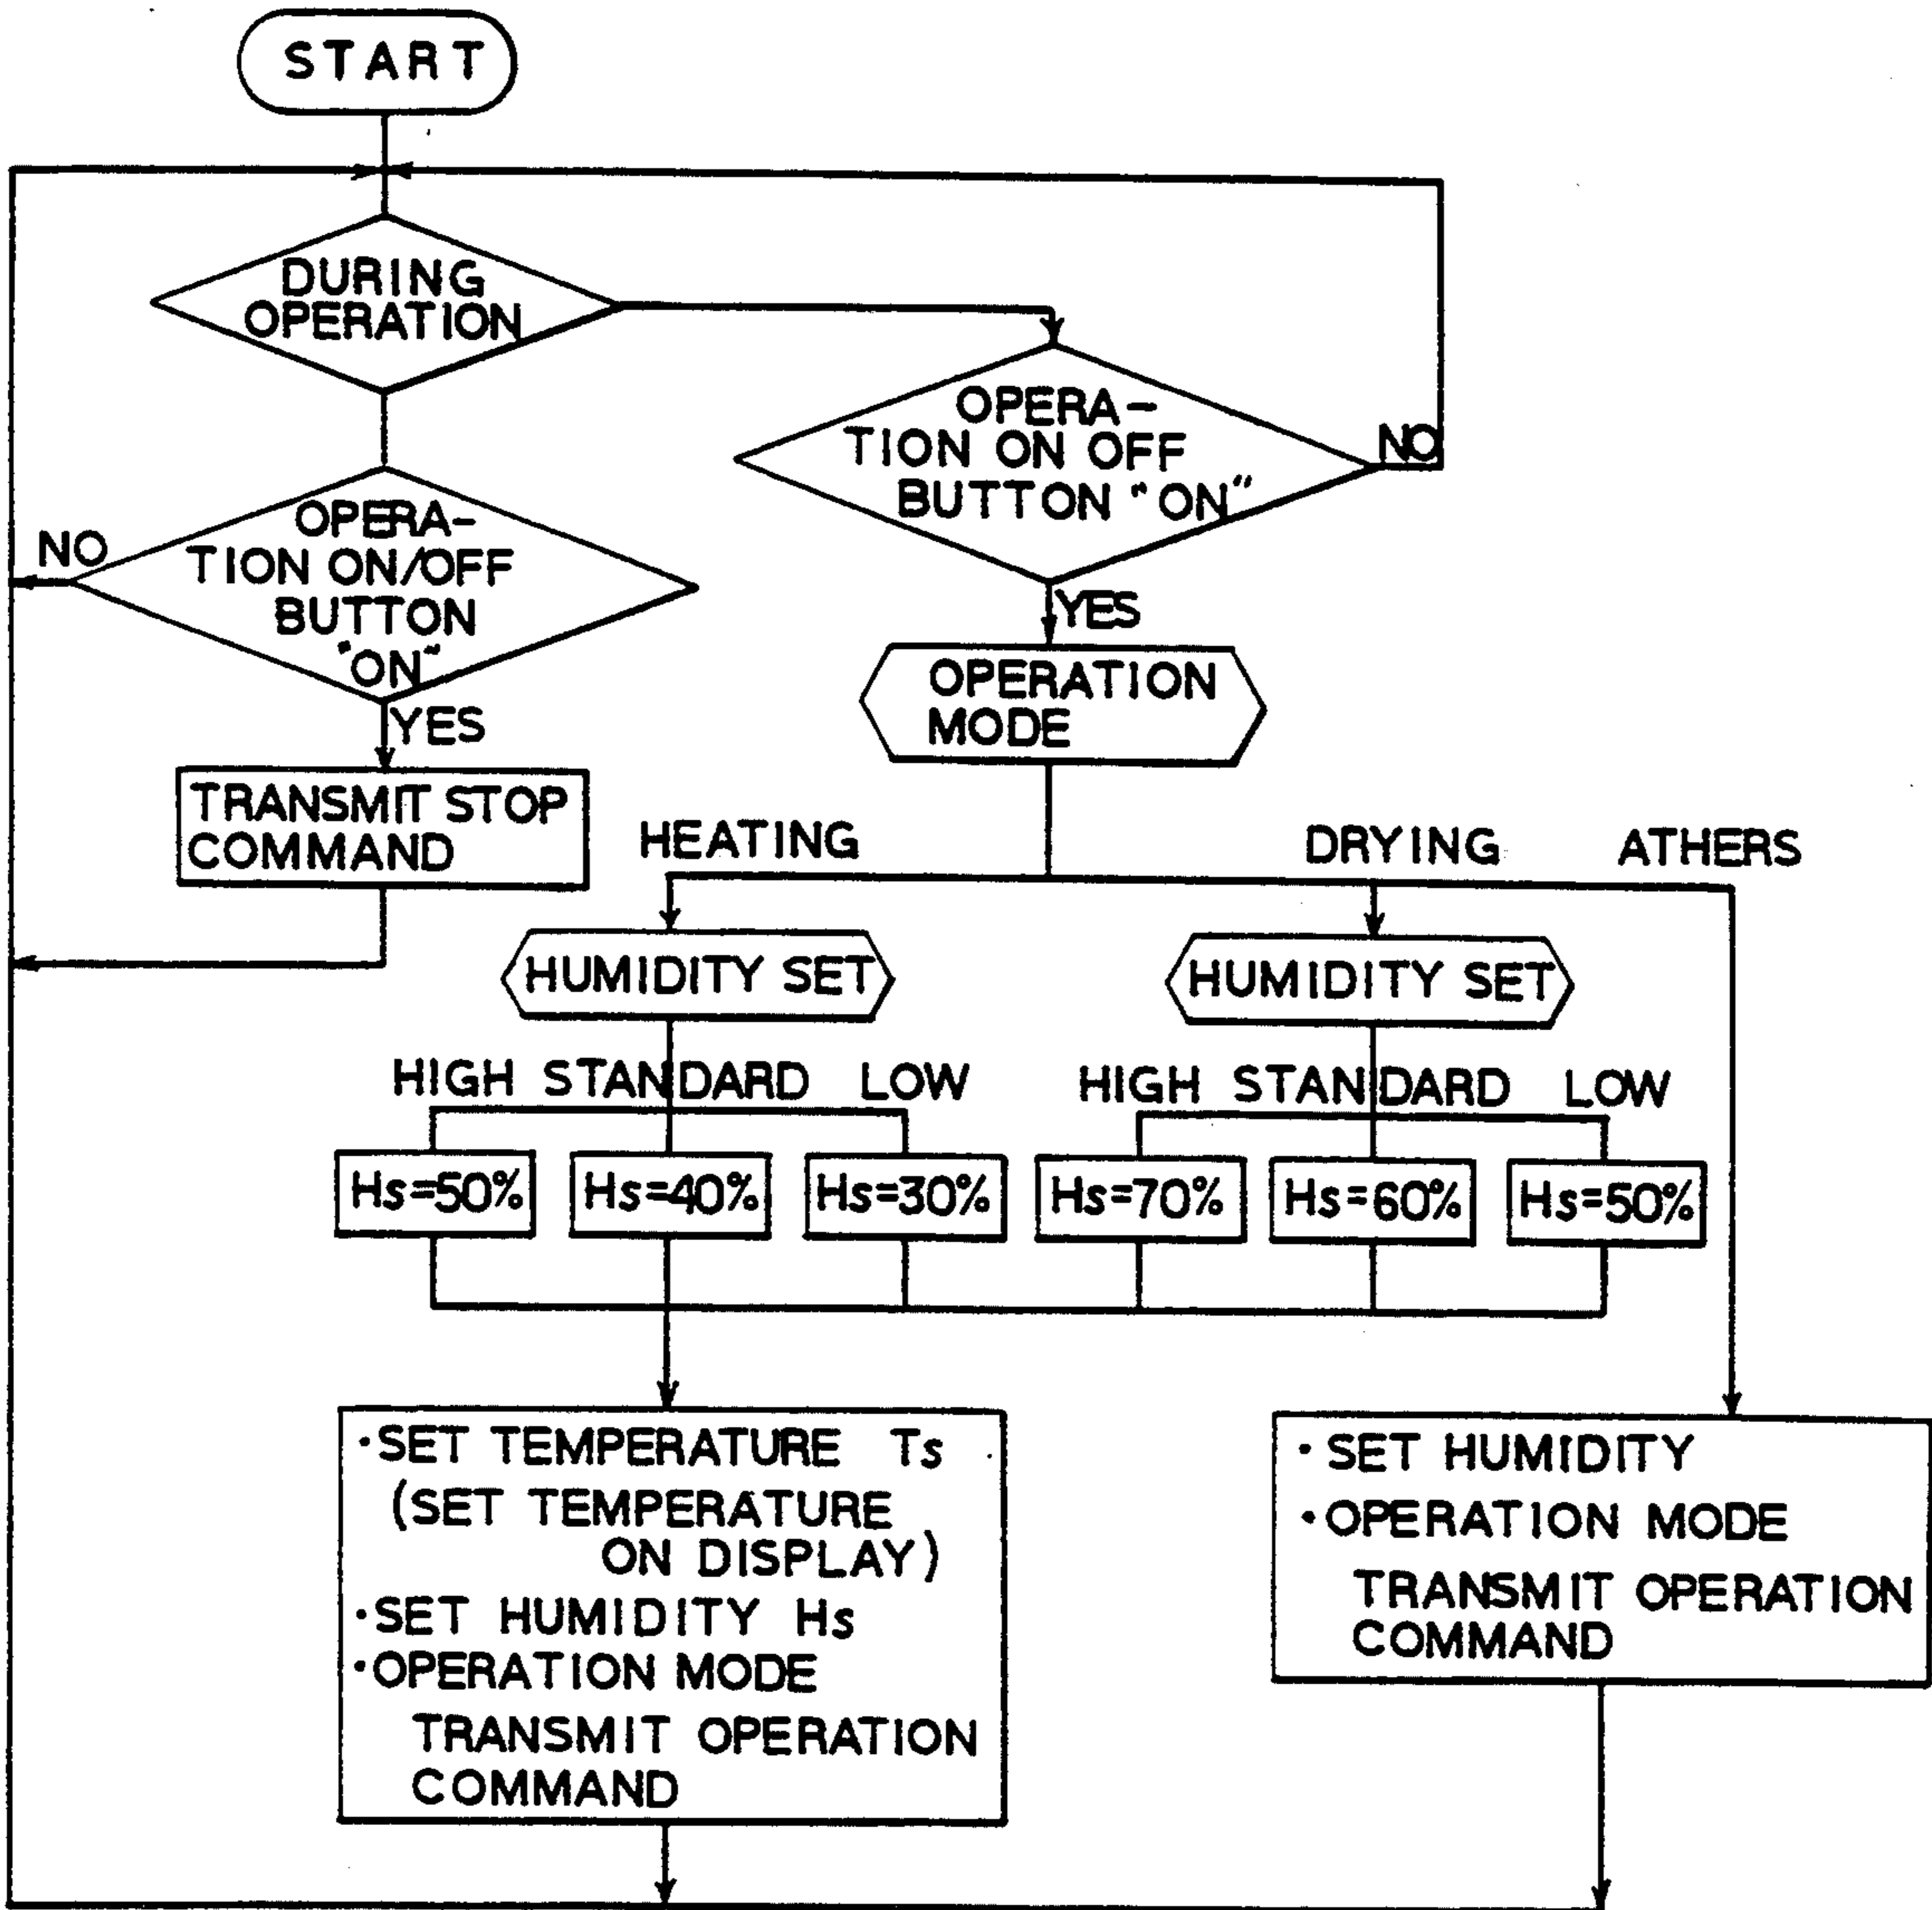 START
DURING
OPERATION
OPERA-
TION ON OFF
BUTTON "ON"
NO
YES
OPERA-
TION ON/OFF
BUTTON
"ON"
NO
YES
TRANSMIT STOP
COMMAND
OPERATION
MODE
HEATING
DRYING
ATHERS
HUMIDITY SET
HUMIDITY SET
HIGH STANDARD LOW
HIGH STANDARD LOW
Hs=50%
Hs=40%
Hs=30%
Hs=70%
Hs=60%
Hs=50%
·SET TEMPERATURE Ts
(SET TEMPERATURE
ON DISPLAY)
·SET HUMIDITY Hs
·OPERATION MODE
TRANSMIT OPERATION
COMMAND
·SET HUMIDITY
·OPERATION MODE
TRANSMIT OPERATION
COMMAND